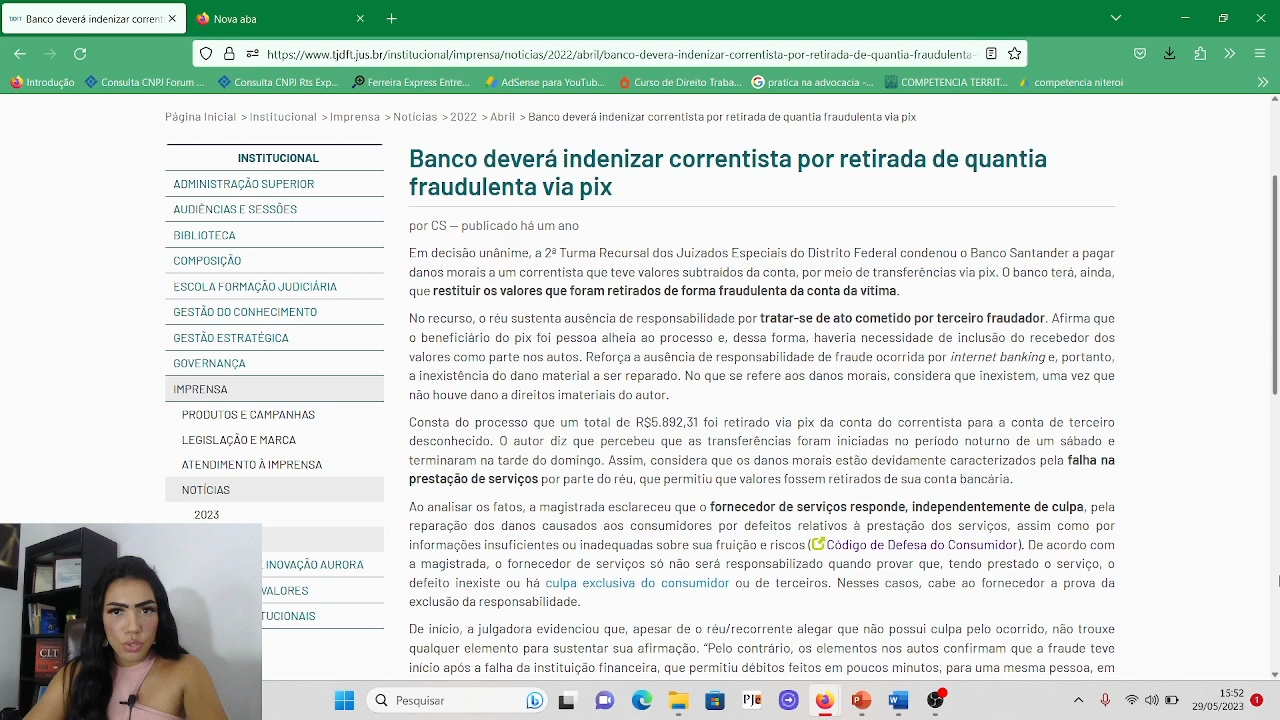 TJDFT Banco deverá indenizar corrent
Nova aba
https://www.tjdft.jus.br/institucional/imprensa/noticias/2022/abril/banco-devera-indenizar-correntista-por-retirada-de-quantia-fraudulenta-
Introdução
Consulta CNPJ Forum ...
Consulta CNPJ Rts Exp...
Ferreira Express Entre...
AdSense para YouTub...
Curso de Direito Traba...
pratica na advocacia -...
COMPETENCIA TERRIT...
competencia niteroi
Página Inicial > Institucional > Imprensa > Notícias > 2022 > Abril > Banco deverá indenizar correntista por retirada de quantia fraudulenta via pix
INSTITUCIONAL
ADMINISTRAÇÃO SUPERIOR
AUDIÊNCIAS E SESSÕES
BIBLIOTECA
COMPOSIÇÃO
ESCOLA FORMAÇÃO JUDICIÁRIA
GESTÃO DO CONHECIMENTO
GESTÃO ESTRATÉGICA
GOVERNANÇA
IMPRENSA
PRODUTOS E CAMPANHAS
LEGISLAÇÃO E MARCA
ATENDIMENTO À IMPRENSA
NOTÍCIAS
2023
INOVAÇÃO AURORA
VALORES
TUCIONAIS
Banco deverá indenizar correntista por retirada de quantia
fraudulenta via pix
por CS — publicado há um ano
Em decisão unânime, a 2ª Turma Recursal dos Juizados Especiais do Distrito Federal condenou o Banco Santander a pagar
danos morais a um correntista que teve valores subtraídos da conta, por meio de transferências via pix. O banco terá, ainda,
que restituir os valores que foram retirados de forma fraudulenta da conta da vítima.
No recurso, o réu sustenta ausência de responsabilidade por tratar-se de ato cometido por terceiro fraudador. Afirma que
o beneficiário do pix foi pessoa alheia ao processo e, dessa forma, haveria necessidade de inclusão do recebedor dos
valores como parte nos autos. Reforça a ausência de responsabilidade de fraude ocorrida por internet banking e, portanto,
a inexistência do dano material a ser reparado. No que se refere aos danos morais, considera que inexistem, uma vez que
não houve dano a direitos imateriais do autor.
Consta do processo que um total de R$5.892,31 foi retirado via pix da conta do correntista para a conta de terceiro
desconhecido. O autor diz que percebeu que as transferências foram iniciadas no período noturno de um sábado e
terminaram na tarde do domingo. Assim, considera que os danos morais estão devidamente caracterizados pela falha na
prestação de serviços por parte do réu, que permitiu que valores fossem retirados de sua conta bancária.
Ao analisar os fatos, a magistrada esclareceu que o fornecedor de serviços responde, independentemente de culpa, pela
reparação dos danos causados aos consumidores por defeitos relativos à prestação dos serviços, assim como por
informações insuficientes ou inadequadas sobre sua fruição e riscos (Código de Defesa do Consumidor). De acordo com
a magistrada, o fornecedor de serviços só não será responsabilizado quando provar que, tendo prestado o serviço, o
defeito inexiste ou há culpa exclusiva do consumidor ou de terceiros. Nesses casos, cabe ao fornecedor a prova da
exclusão da responsabilidade.
De início, a julgadora evidenciou que, apesar de o réu/recorrente alegar que não possui culpa pelo ocorrido, não trouxe
qualquer elemento para sustentar sua afirmação. “Pelo contrário, os elementos nos autos confirmam que a fraude teve
início após a falha da instituição financeira, que permitiu débitos feitos em poucos minutos, para uma mesma pessoa, em
CLT
Pesquisar
PJe
15:52
29/05/2023
1